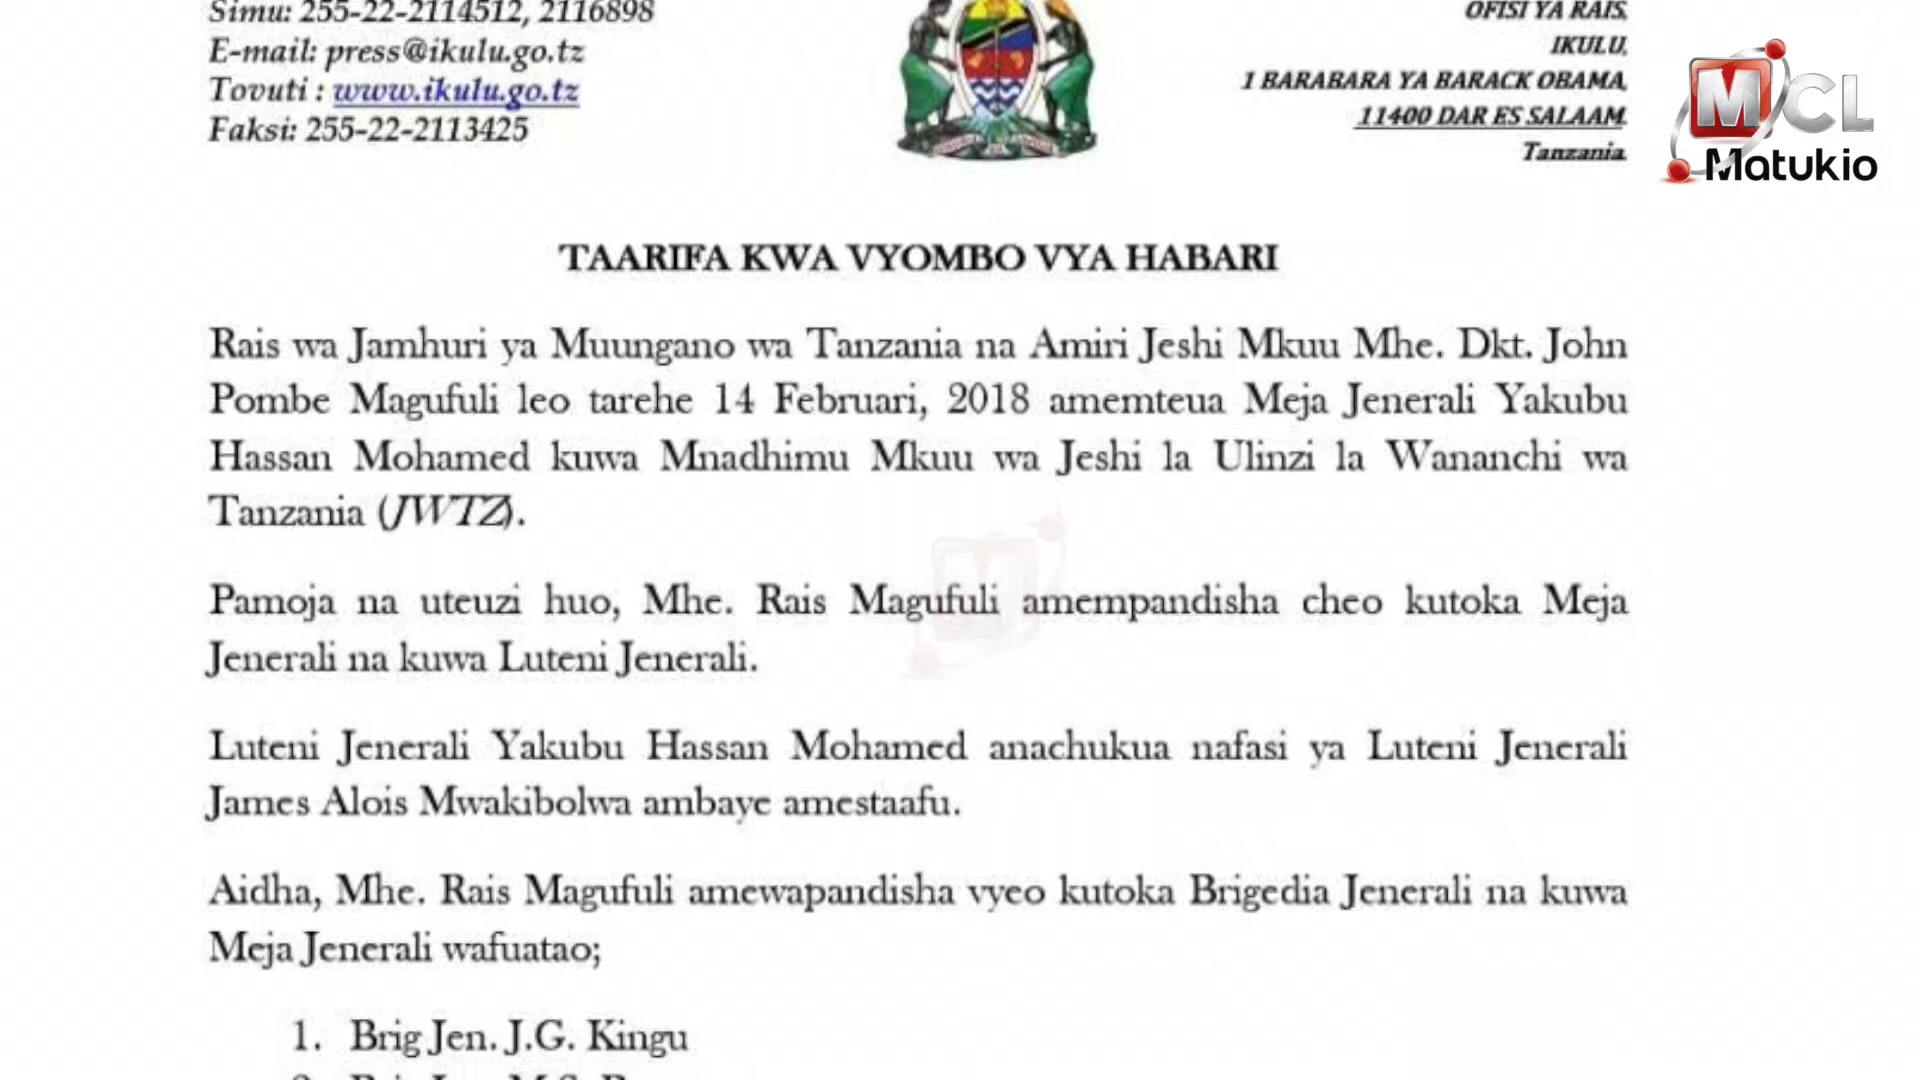 Simu: 255-22-2114512, 2116898
E-mail: press@ikulu.go.tz
Tovuti : www.ikulu.go.tz
Faksi: 255-22-2113425
OFISI YA RAIS,
IKULU,
1 BARABARA YA BARACK OBAMA,
11400 DAR ES SALAAM.
Tanzania.
MCL
Matukio
TAARIFA KWA VYOMBO VYA HABARI
Rais wa Jamhuri ya Muungano wa Tanzania na Amiri Jeshi Mkuu Mhe. Dkt. John
Pombe Magufuli leo tarehe 14 Februari, 2018 amemteua Meja Jenerali Yakubu
Hassan Mohamed kuwa Mnadhimu Mkuu wa Jeshi la Ulinzi la Wananchi wa
Tanzania (JWTZ).
Pamoja na uteuzi huo, Mhe. Rais Magufuli amempandisha cheo kutoka Meja
Jenerali na kuwa Luteni Jenerali.
Luteni Jenerali Yakubu Hassan Mohamed anachukua nafasi ya Luteni Jenerali
James Alois Mwakibolwa ambaye amestaafu.
Aidha, Mhe. Rais Magufuli amewapandisha vyeo kutoka Brigedia Jenerali na kuwa
Meja Jenerali wafuatao;
1. Brig Jen. J.G. Kingu